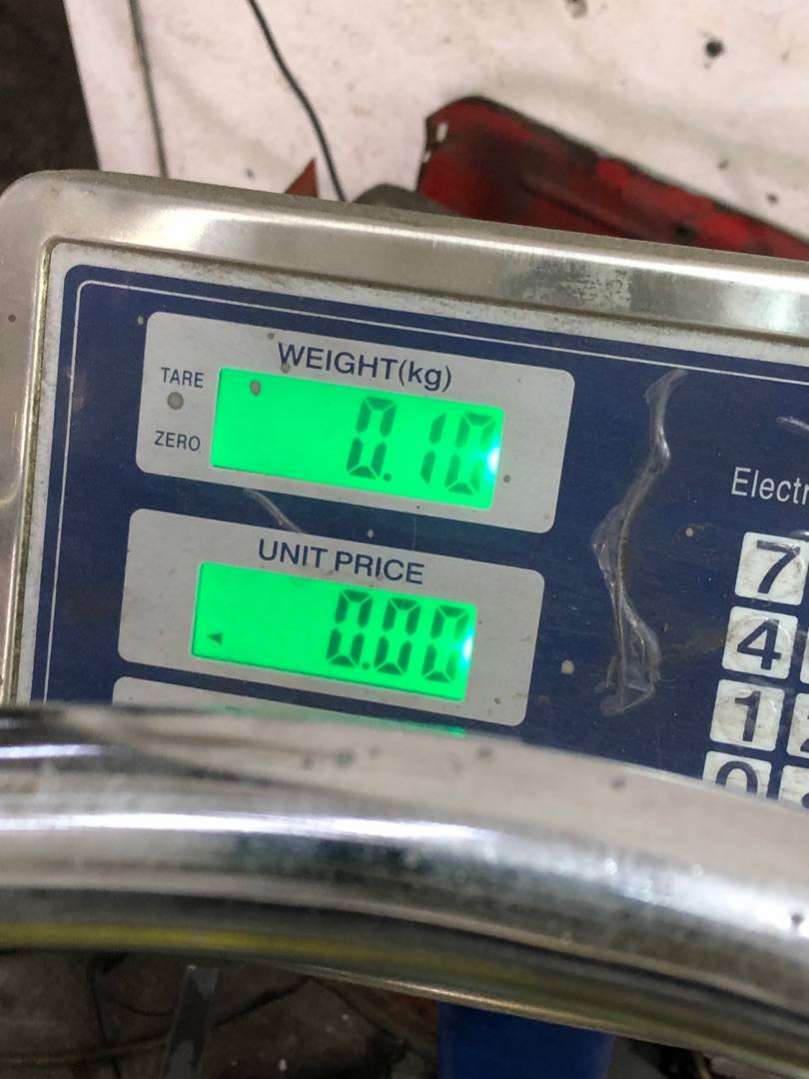 WEIGHT(kg)
TARE
0.10
ZERO
UNIT PRICE
0.00
Electr
7
4
1
0